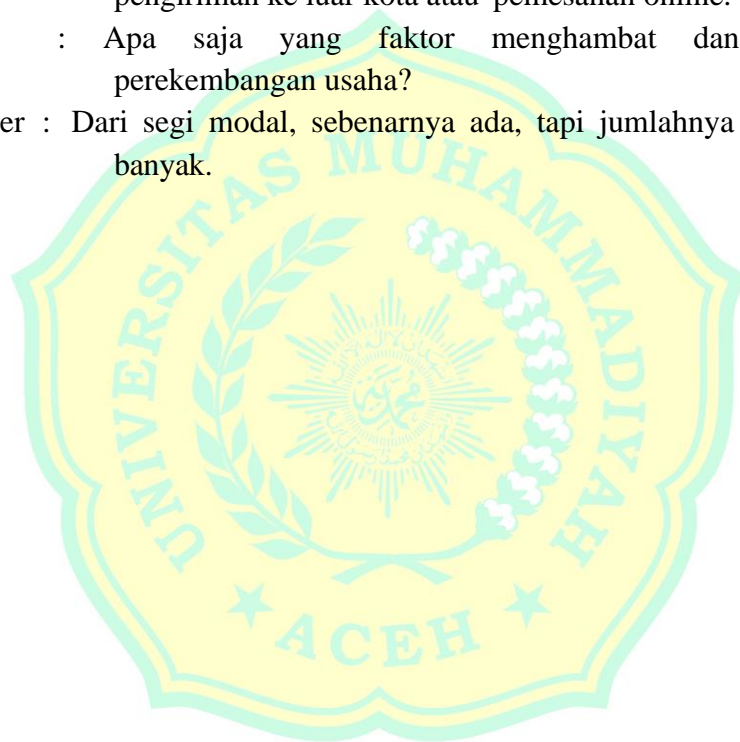 pengiriman ke luar kota atau pemesanan online.
: Apa saja yang faktor menghambat dan
perekembangan usaha?
er : Dari segi modal, sebenarnya ada, tapi jumlahnya
banyak.
UNIVERSITAS MUHAMMADIYAH
ACEH